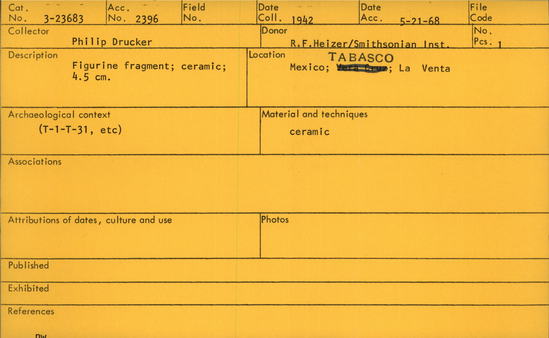 Cat. No. 3-23683 Acc. No. 2396 Field No. Date Coll. 1942 Date Acc. 5-21-68 File Code
Collector Philip Drucker Donor R.F.Heizer/Smithsonian Inst. No. Pcs. 1
Description Figurine fragment; ceramic; 4.5 cm.
Location TABASCO
Mexico; Vera Cruz; La Venta
Archaeological context (T-1-T-31, etc)
Material and techniques ceramic
Associations
Attributions of dates, culture and use
Photos
Published
Exhibited
References